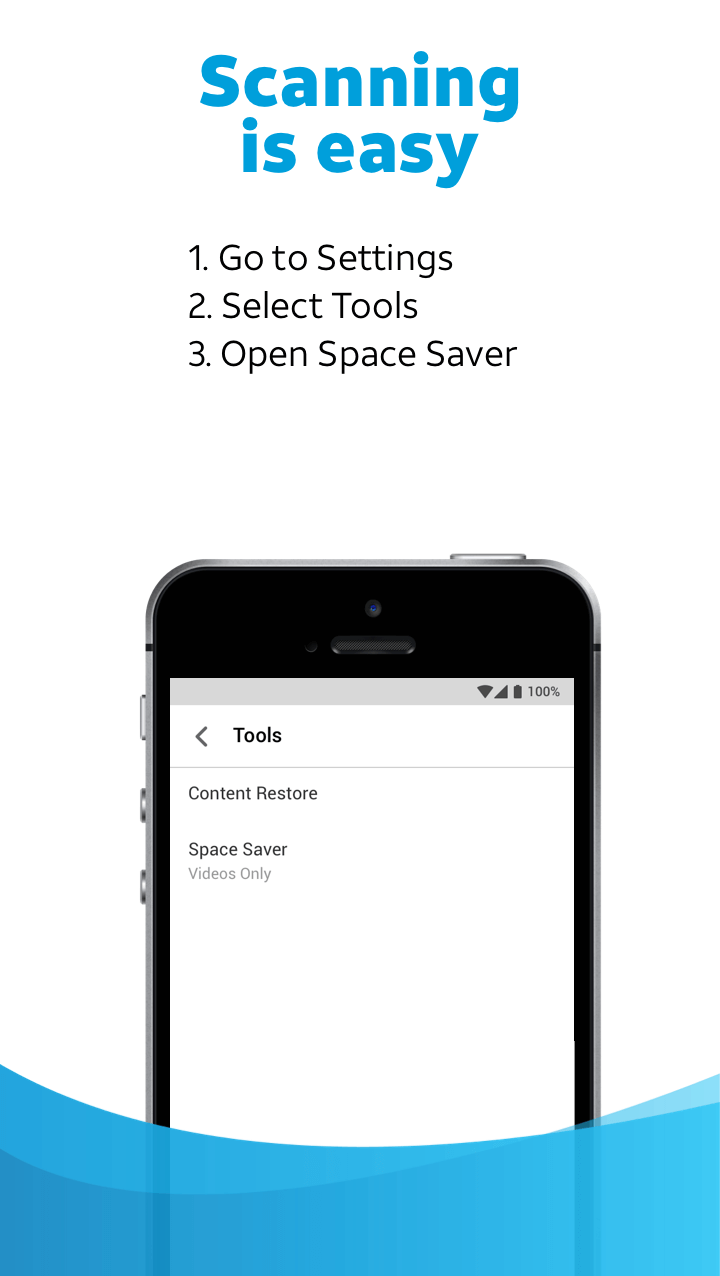 Scanning
is easy
1. Go to Settings
2. Select Tools
3. Open Space Saver
100%
Tools
Content Restore
Space Saver
Videos Only